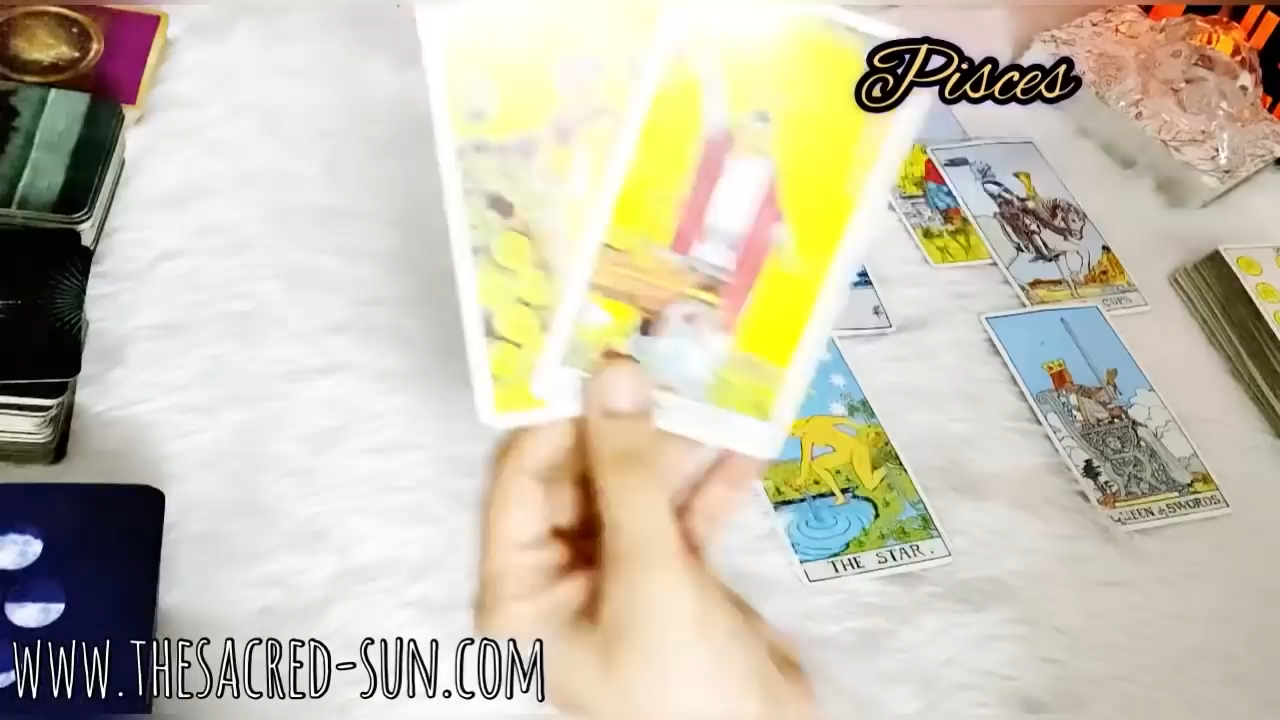 Pisces
CUPS
QUEEN of SWORDS
THE STAR.
WWW.THESACRED-SUN.COM